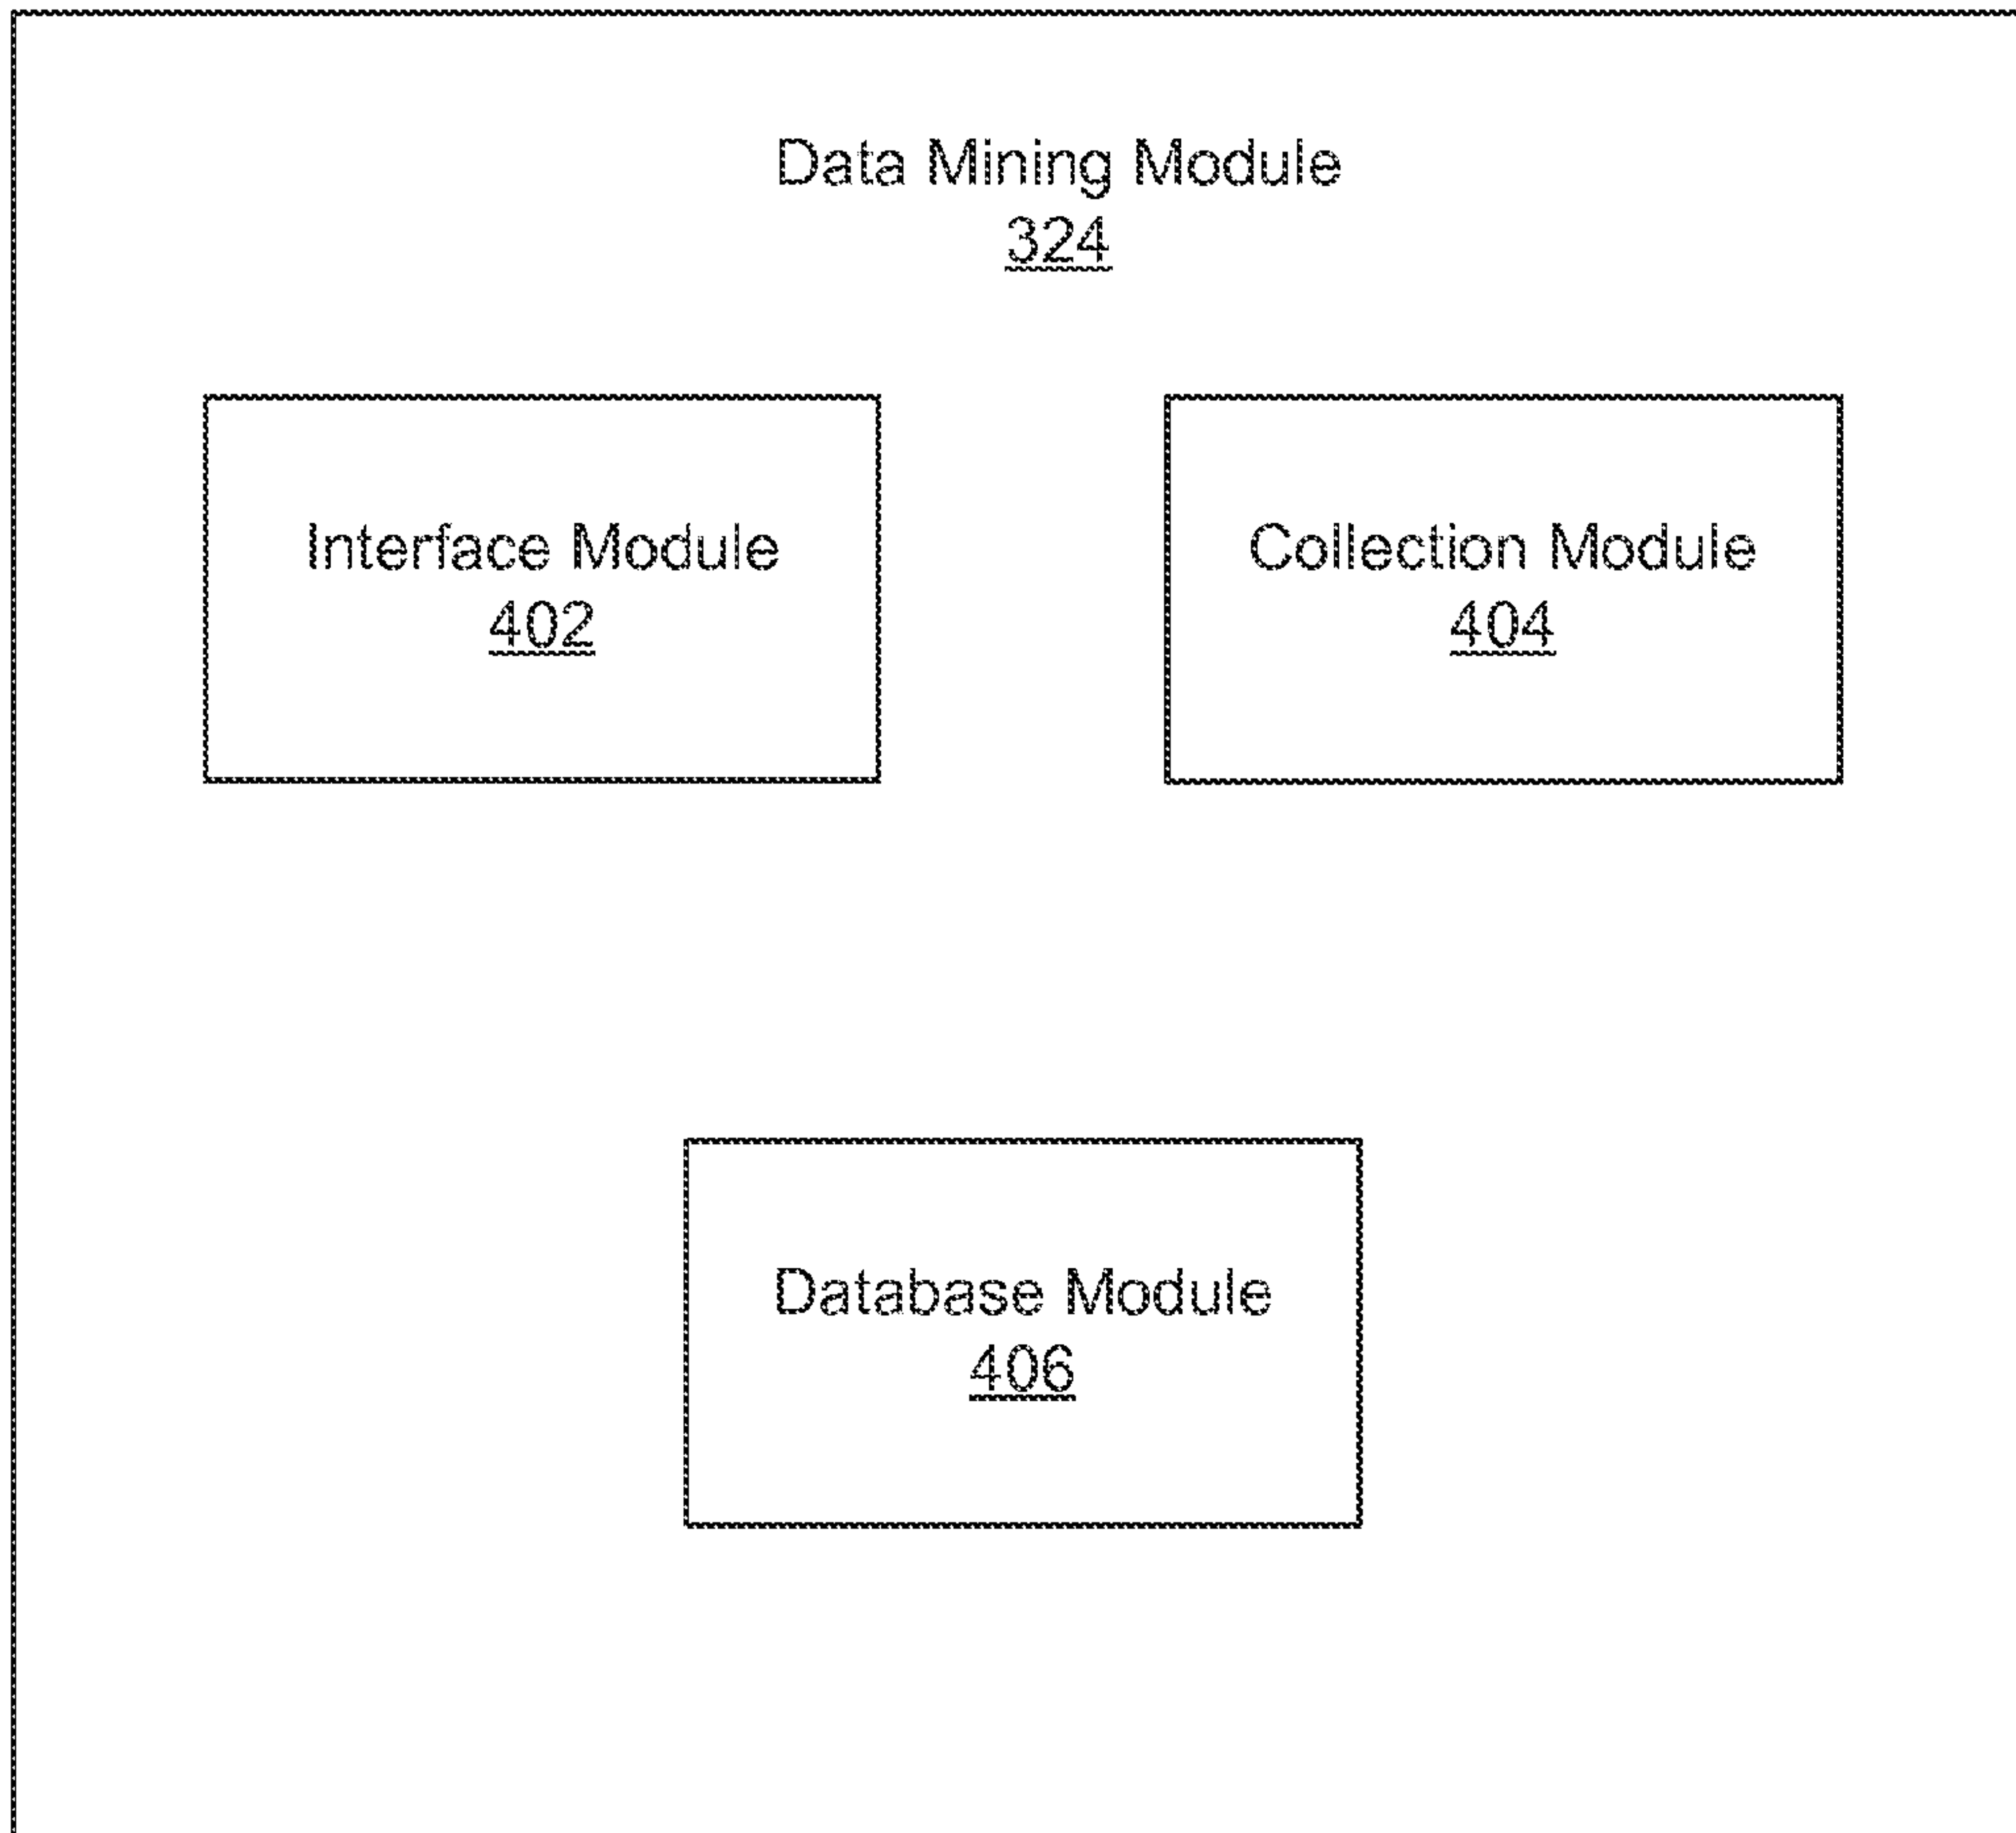 Data Mining Module
324
Interface Module
402
Collection Module
404
Database Module
406